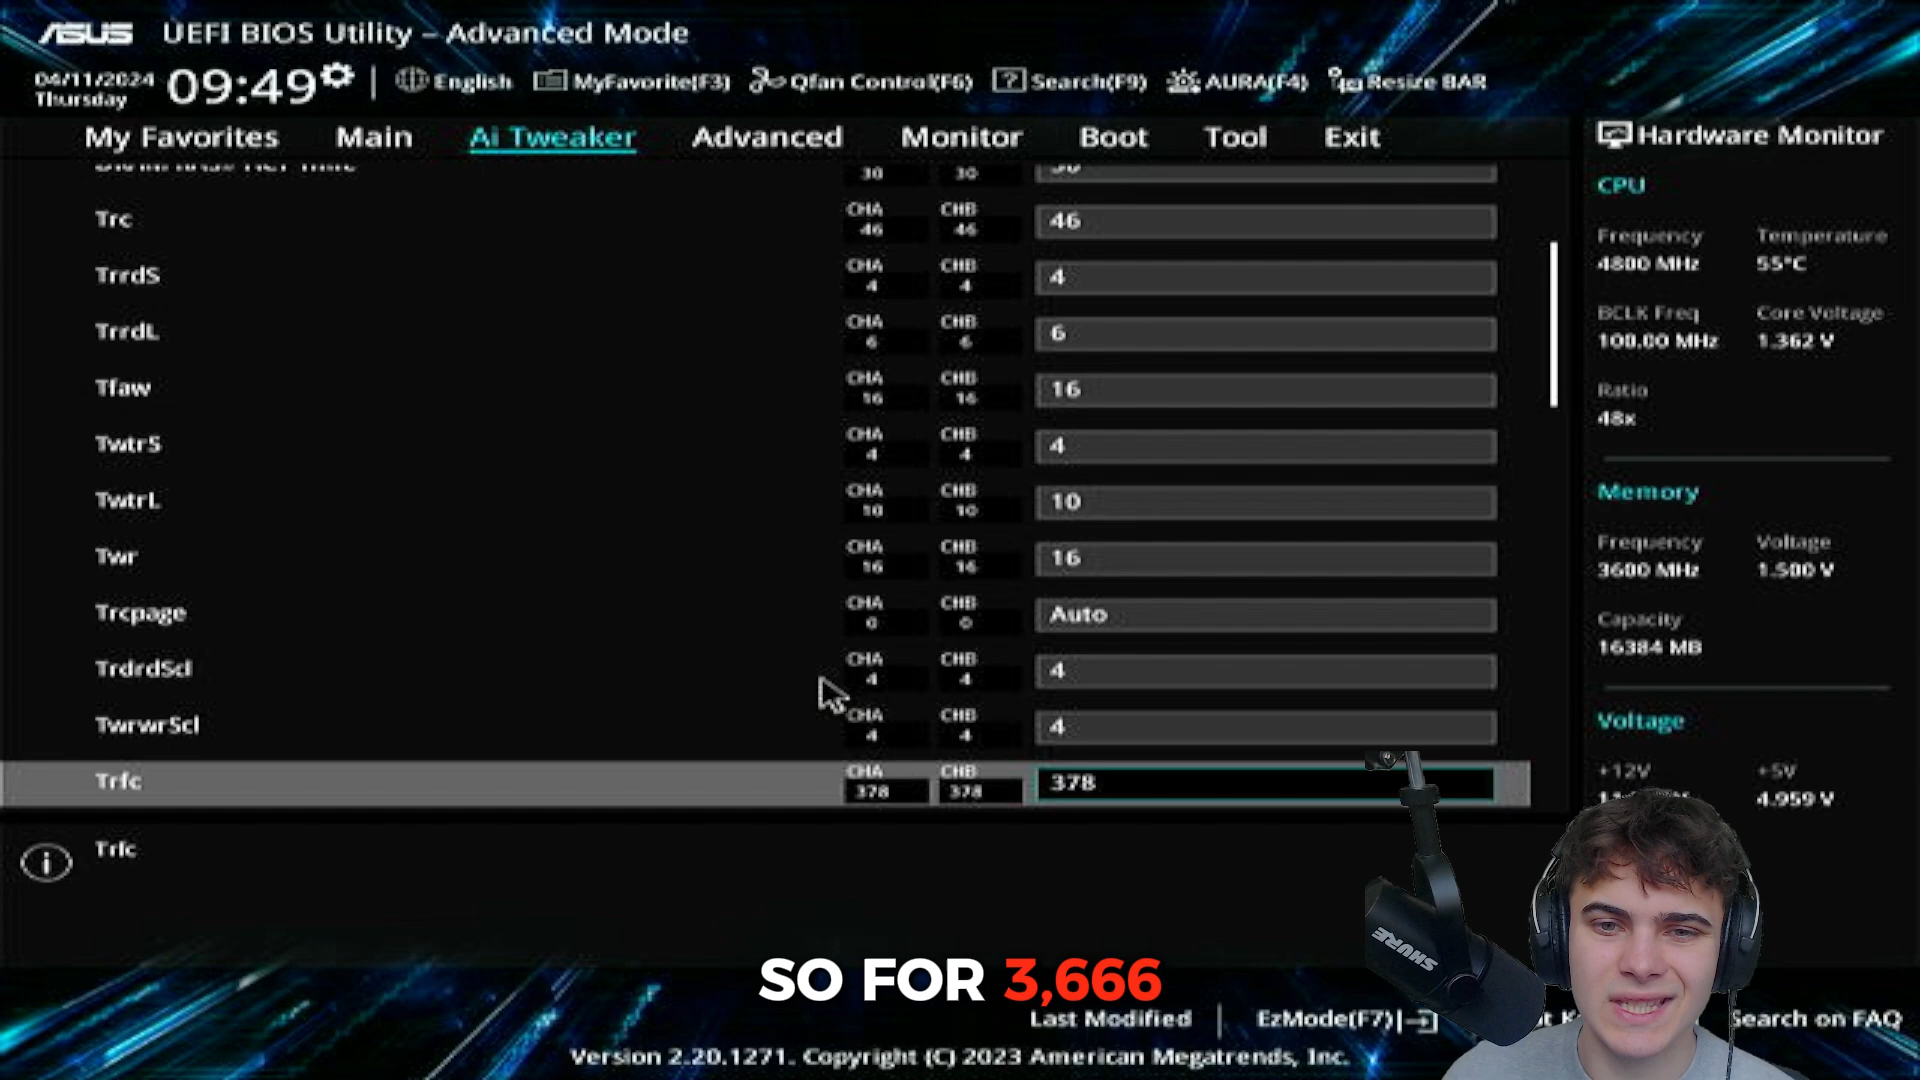 ASUS UEFI BIOS Utility – Advanced Mode
04/11/2024
Thursday
09:49
English
MyFavorite(F3)
Qfan Control(F6)
Search(F9)
AURA(F4)
Resize BAR
My Favorites
Main
Ai Tweaker
Advanced
Monitor
Boot
Tool
Exit
Hardware Monitor
30 30
Trc CHA 46 CHB 46 46
TrrdS CHA 4 CHB 4 4
TrrdL CHA 6 CHB 6 6
Tfaw CHA 16 CHB 16 16
TwtrS CHA 4 CHB 4 4
TwtrL CHA 10 CHB 10 10
Twr CHA 16 CHB 16 16
Trcpage CHA 0 CHB 0 Auto
TrdrdScl CHA 4 CHB 4 4
TwrwrScl CHA 4 CHB 4 4
Trfc CHA 378 CHB 378 378
Trfc
CPU
Frequency Temperature
4800 MHz 55°C
BCLK Freq Core Voltage
100.00 MHz 1.362 V
Ratio
48x
Memory
Frequency Voltage
3600 MHz 1.500 V
Capacity
16384 MB
Voltage
+12V +5V
4.959 V
SHURE
SO FOR 3,666
Last Modified
EzMode(F7)
Search on FAQ
Version 2.20.1271. Copyright (C) 2023 American Megatrends, Inc.